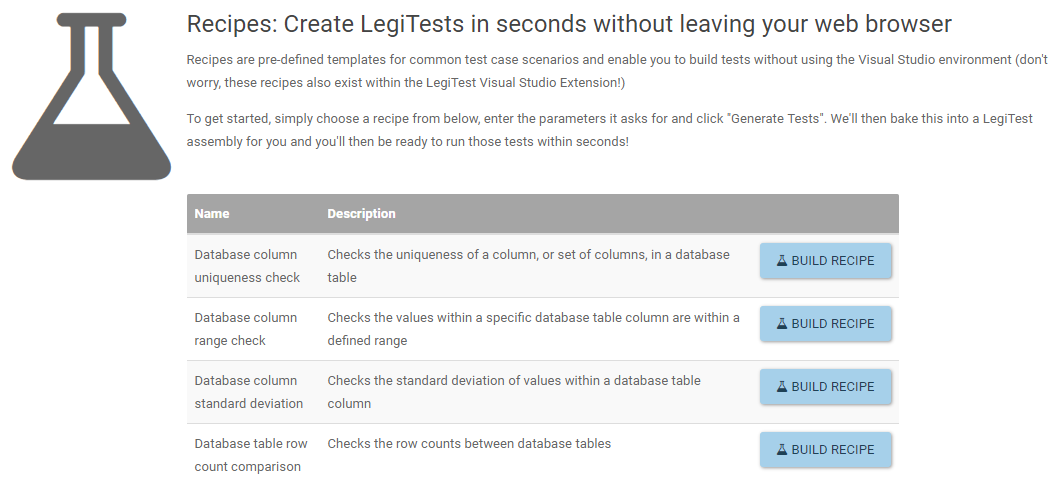 Recipes: Create LegiTests in seconds without leaving your web browser
Recipes are pre-defined templates for common test case scenarios and enable you to build tests without using the Visual Studio environment (don't
worry, these recipes also exist within the LegiTest Visual Studio Extension!)
To get started, simply choose a recipe from below, enter the parameters it asks for and click "Generate Tests". We'll then bake this into a LegiTest
assembly for you and you'll then be ready to run those tests within seconds!
Name Description
Database column Checks the uniqueness of a column, or set of columns, in a database BUILD RECIPE
uniqueness check table
Database column Checks the values within a specific database table column are within a BUILD RECIPE
range check defined range
Database column Checks the standard deviation of values within a database table BUILD RECIPE
standard deviation column
Database table row Checks the row counts between database tables BUILD RECIPE
count comparison